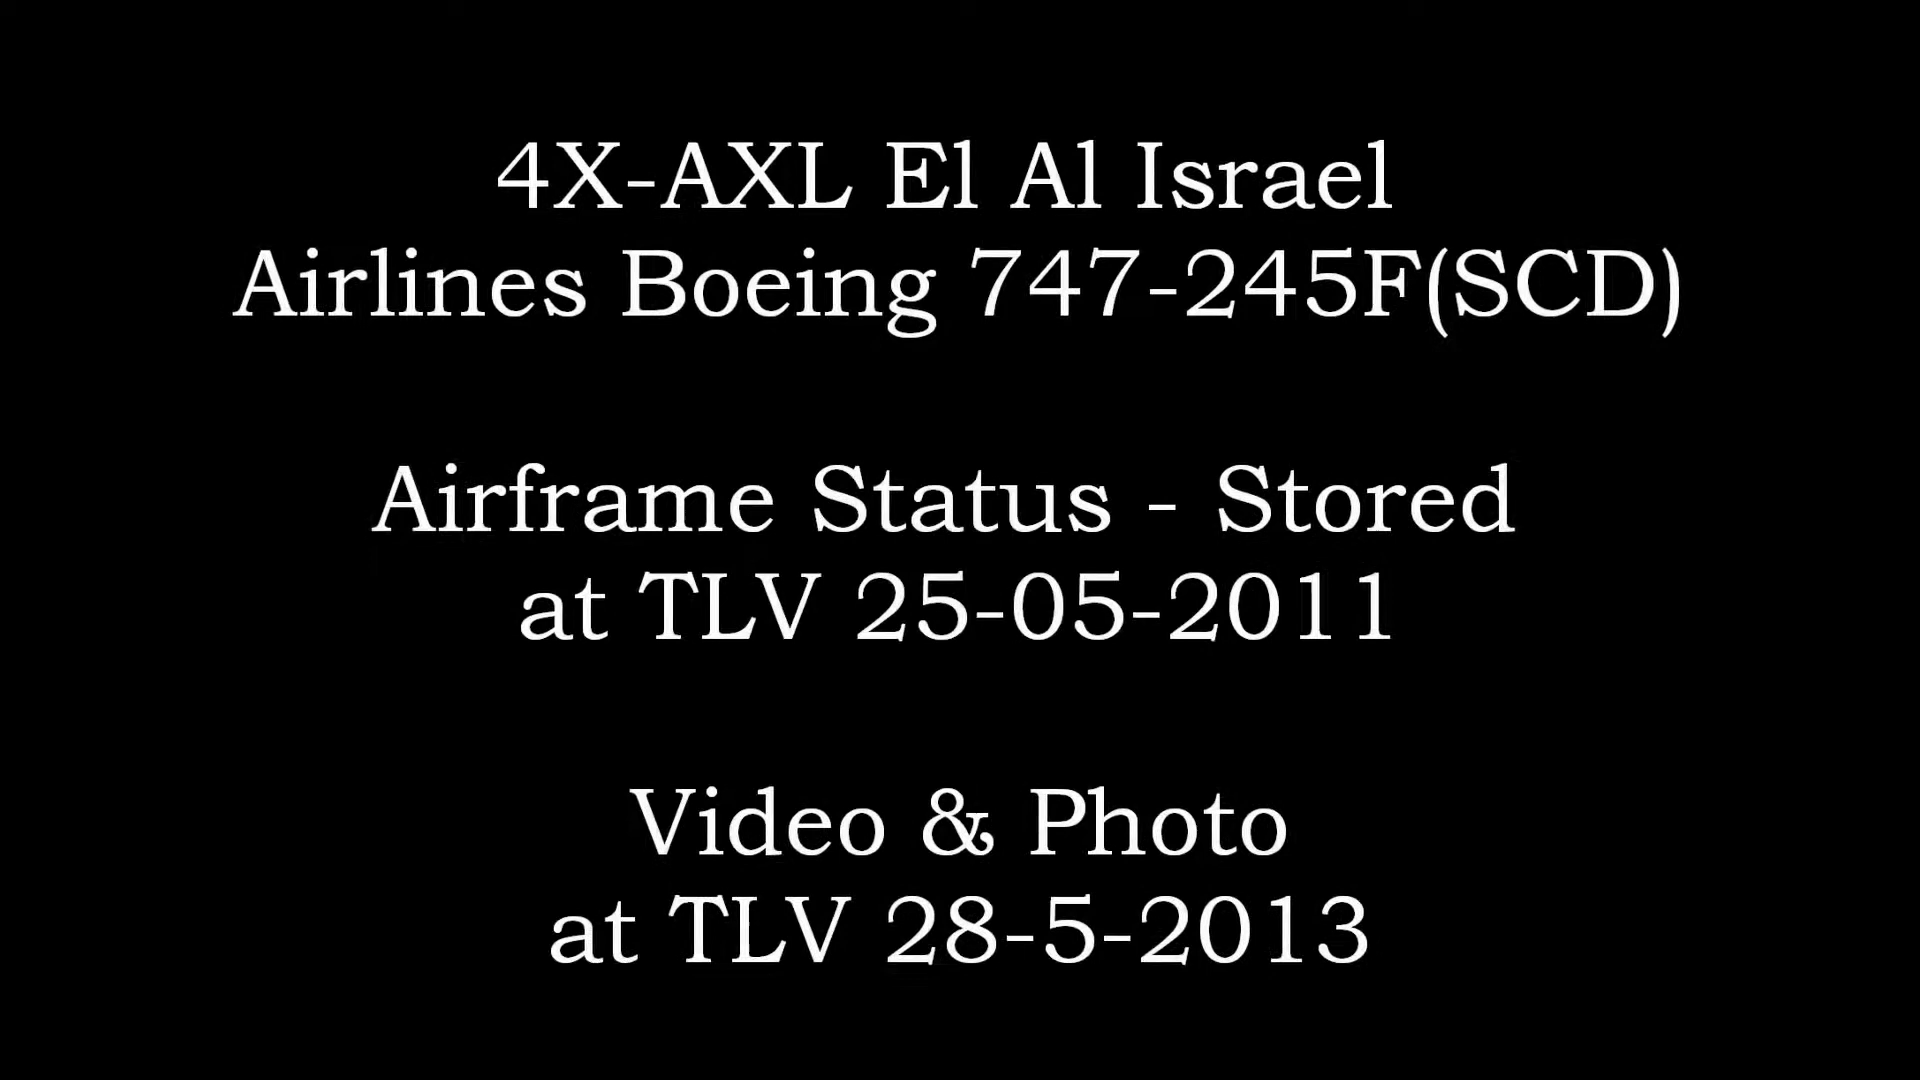 4X-AXL El Al Israel
Airlines Boeing 747-245F(SCD)
Airframe Status - Stored
at TLV 25-05-2011
Video & Photo
at TLV 28-5-2013